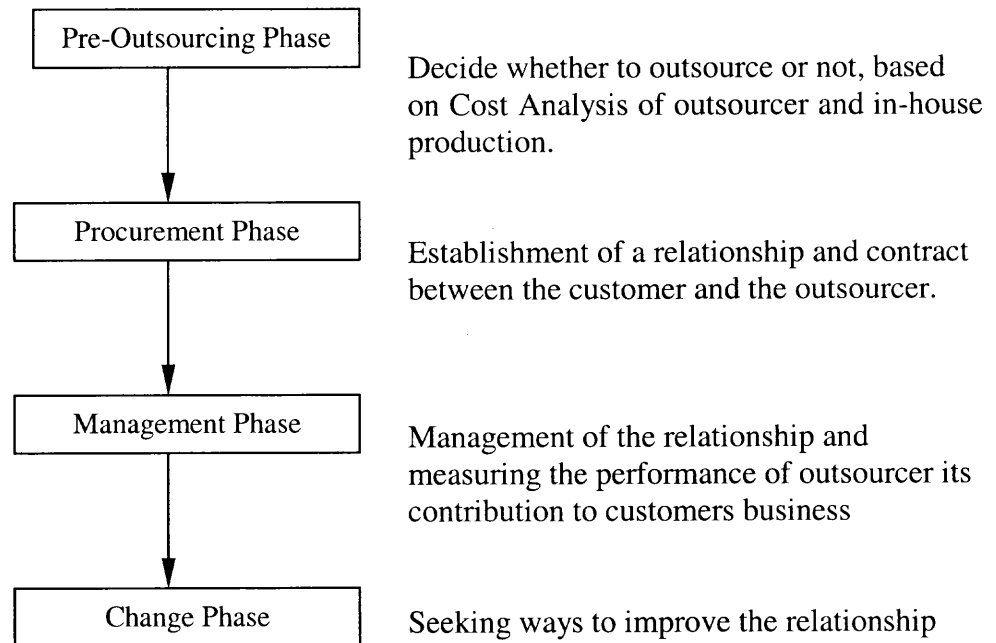 Pre-Outsourcing Phase
Decide whether to outsource or not, based
on Cost Analysis of outsourcer and in-house
production.
Procurement Phase
Establishment of a relationship and contract
between the customer and the outsourcer.
Management Phase
Management of the relationship and
measuring the performance of outsourcer its
contribution to customers business
Change Phase
Seeking ways to improve the relationship